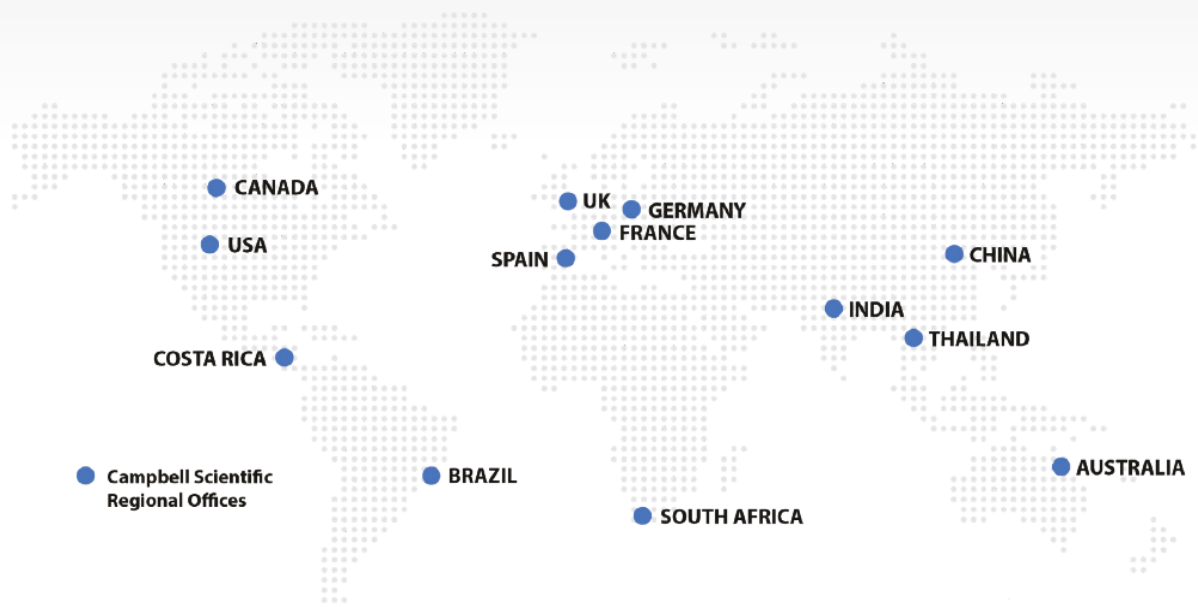 CANADA
UK
GERMANY
FRANCE
USA
SPAIN
CHINA
INDIA
THAILAND
COSTA RICA
Campbell Scientific
Regional Offices
BRAZIL
AUSTRALIA
SOUTH AFRICA